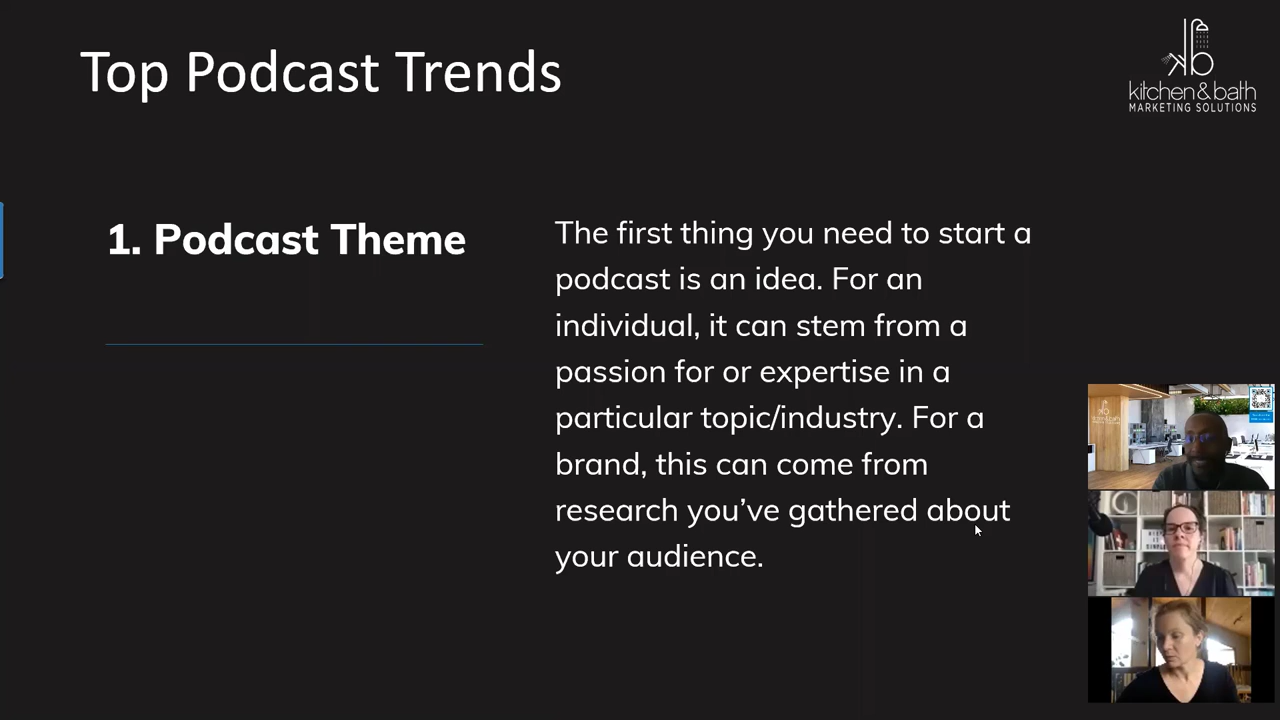 Top Podcast Trends
kitchen&bath
MARKETING SOLUTIONS
1. Podcast Theme
The first thing you need to start a
podcast is an idea. For an
individual, it can stem from a
passion for or expertise in a
particular topic/industry. For a
brand, this can come from
research you’ve gathered about
your audience.